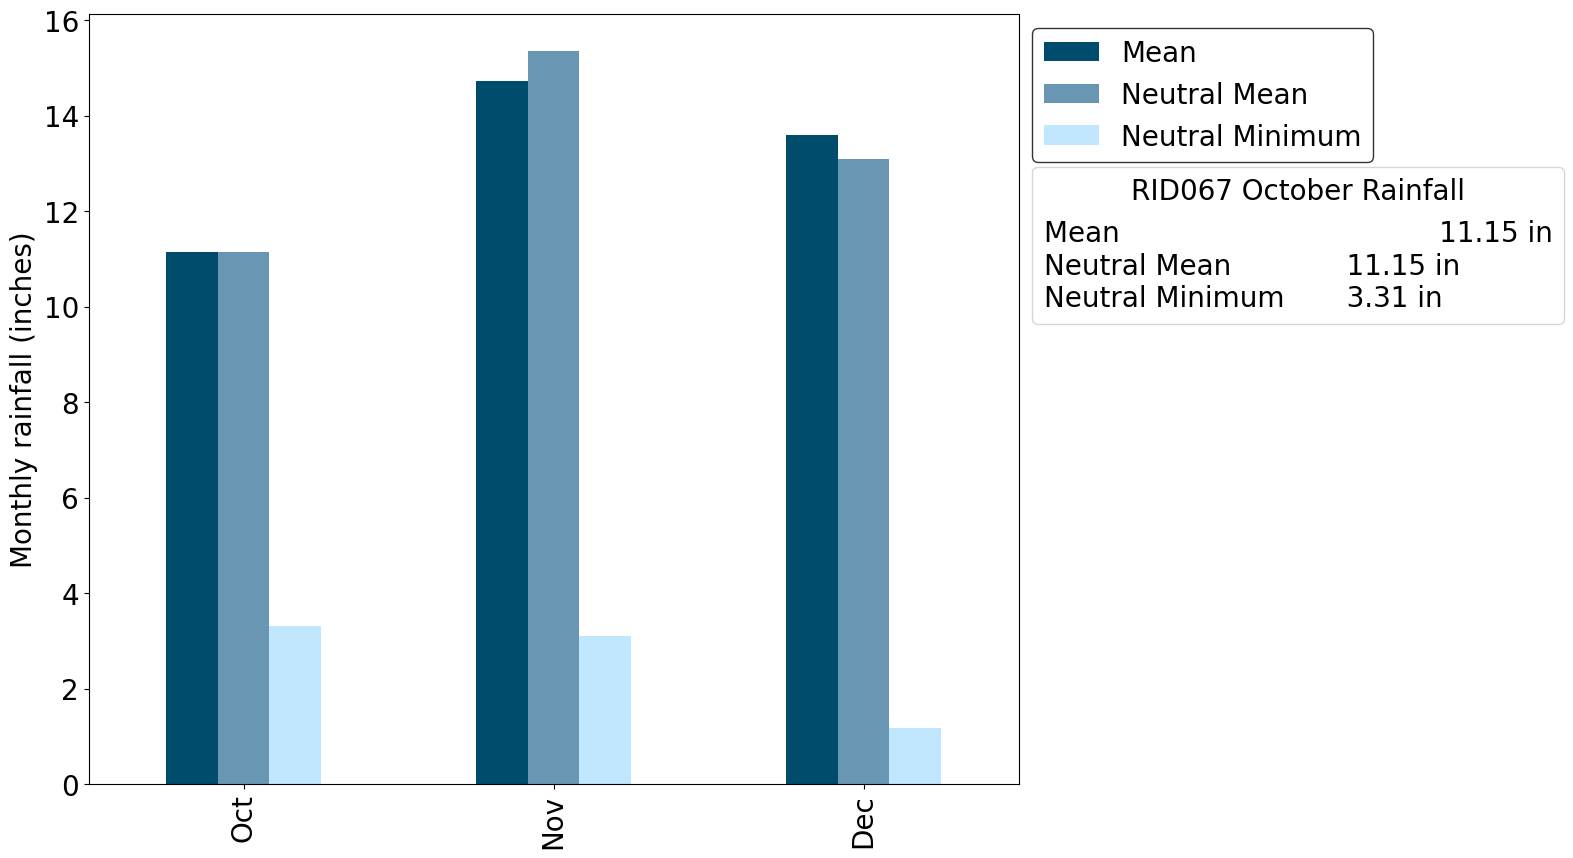 Monthly rainfall (inches)
16
14
12
10
8
6
4
2
0
Oct
Nov
Dec
Mean
Neutral Mean
Neutral Minimum
RID067 October Rainfall
Mean 11.15 in
Neutral Mean 11.15 in
Neutral Minimum 3.31 in